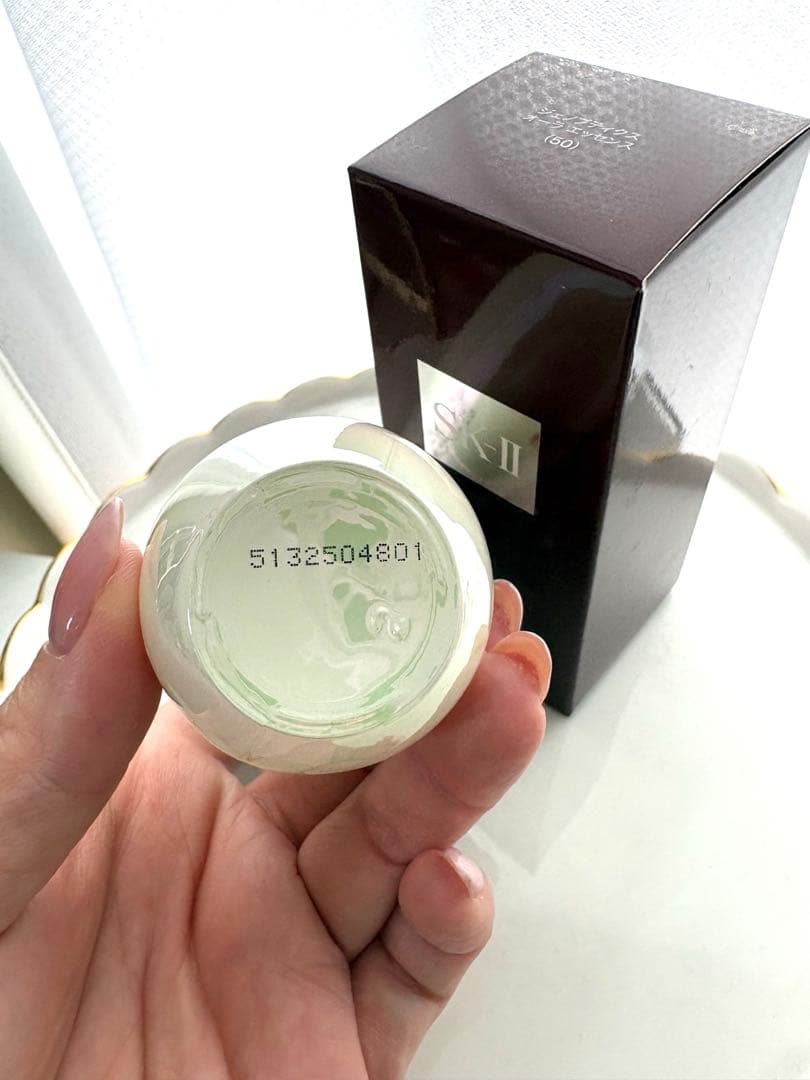 ジェノプティクス
オーラ エッセンス
(50)
SK-II
5132504801